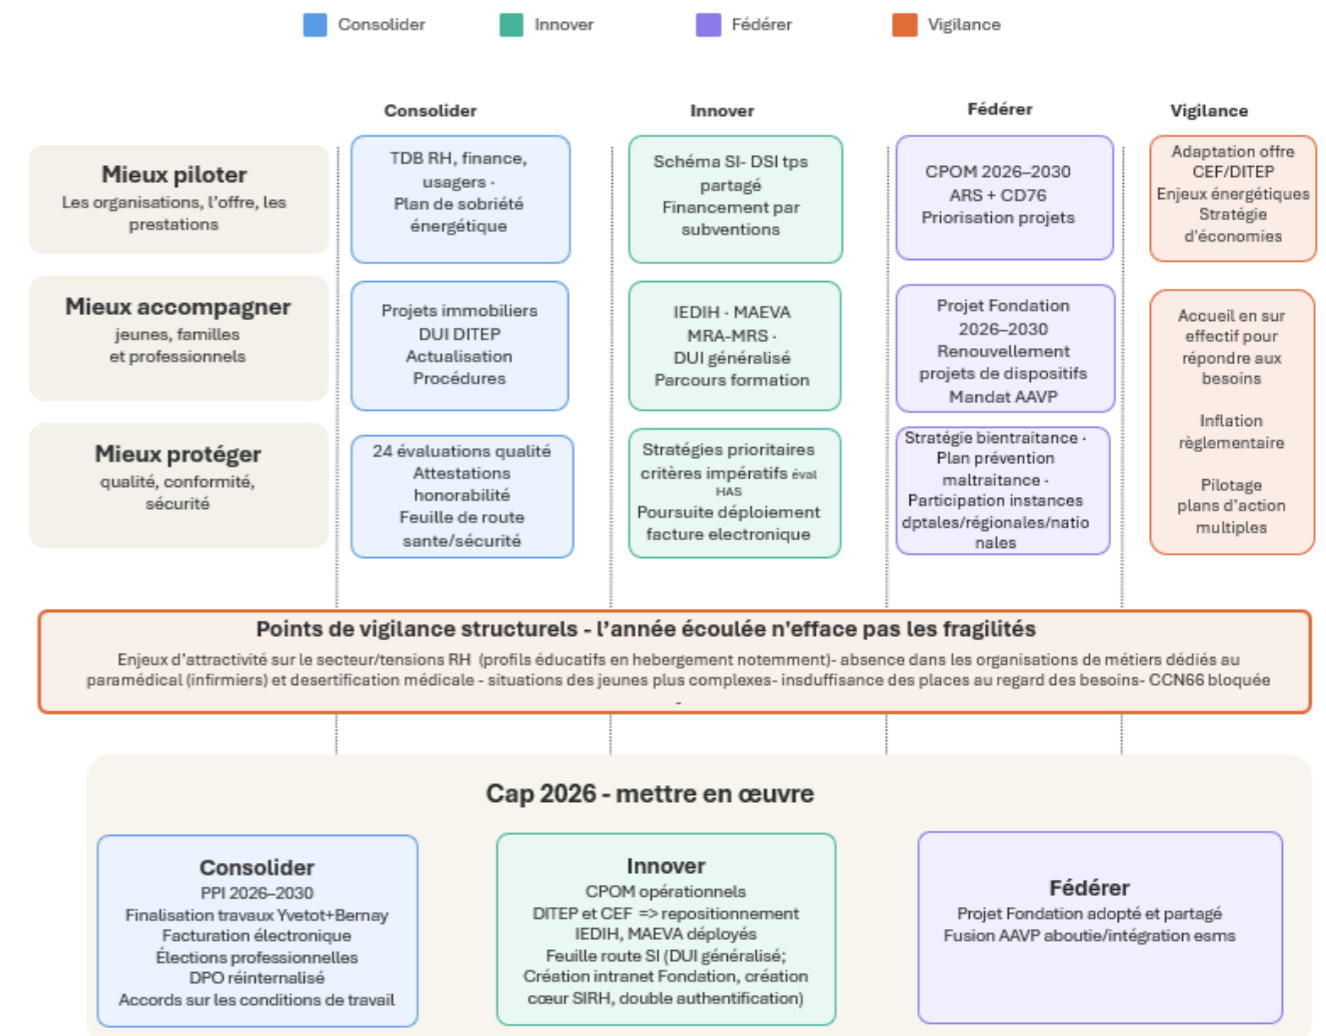 Consolider
Innover
Fédérer
Vigilance
Consolider
Innover
Fédérer
Vigilance
Mieux piloter
Les organisations, l'offre, les
prestations
TDB RH, finance,
usagers ·
Plan de sobriété
énergétique
Schéma SI- DSI tps
partagé
Financement par
subventions
CPOM 2026–2030
ARS + CD76
Priorisation projets
Adaptation offre
CEF/DITEP
Enjeux énergétiques
Stratégie
d'économies
Mieux accompagner
jeunes, familles
et professionnels
Projets immobiliers
DUI DITEP
Actualisation
Procédures
IEDIH · MAEVA
MRA-MRS ·
DUI généralisé
Parcours formation
Projet Fondation
2026–2030
Renouvellement
projets de dispositifs
Mandat AAVP
Accueil en sur
effectif pour
répondre aux
besoins
Inflation
règlementaire
Pilotage
plans d'action
multiples
Mieux protéger
qualité, conformité,
sécurité
24 évaluations qualité
Attestations
honorabilité
Feuille de route
sante/sécurité
Stratégies prioritaires
critères impératifs éval
HAS
Poursuite déploiement
facture electronique
Stratégie bientraitance ·
Plan prévention
maltraitance ·
Participation instances
dptales/régionales/natio
nales
Points de vigilance structurels - l'année écoulée n'efface pas les fragilités
Enjeux d'attractivité sur le secteur/tensions RH (profils éducatifs en hebergement notemment)- absence dans les organisations de métiers dédiés au
paramédical (infirmiers) et desertification médicale - situations des jeunes plus complexes- insduffisance des places au regard des besoins- CCN66 bloquée
-
Cap 2026 - mettre en œuvre
Consolider
PPI 2026–2030
Finalisation travaux Yvetot+Bernay
Facturation électronique
Élections professionnelles
DPO réinternalisé
Accords sur les conditions de travail
Innover
CPOM opérationnels
DITEP et CEF => repositionnement
IEDIH, MAEVA déployés
Feuille route SI (DUI généralisé;
Création intranet Fondation, création
cœur SIRH, double authentification)
Fédérer
Projet Fondation adopté et partagé
Fusion AAVP aboutie/intégration esms